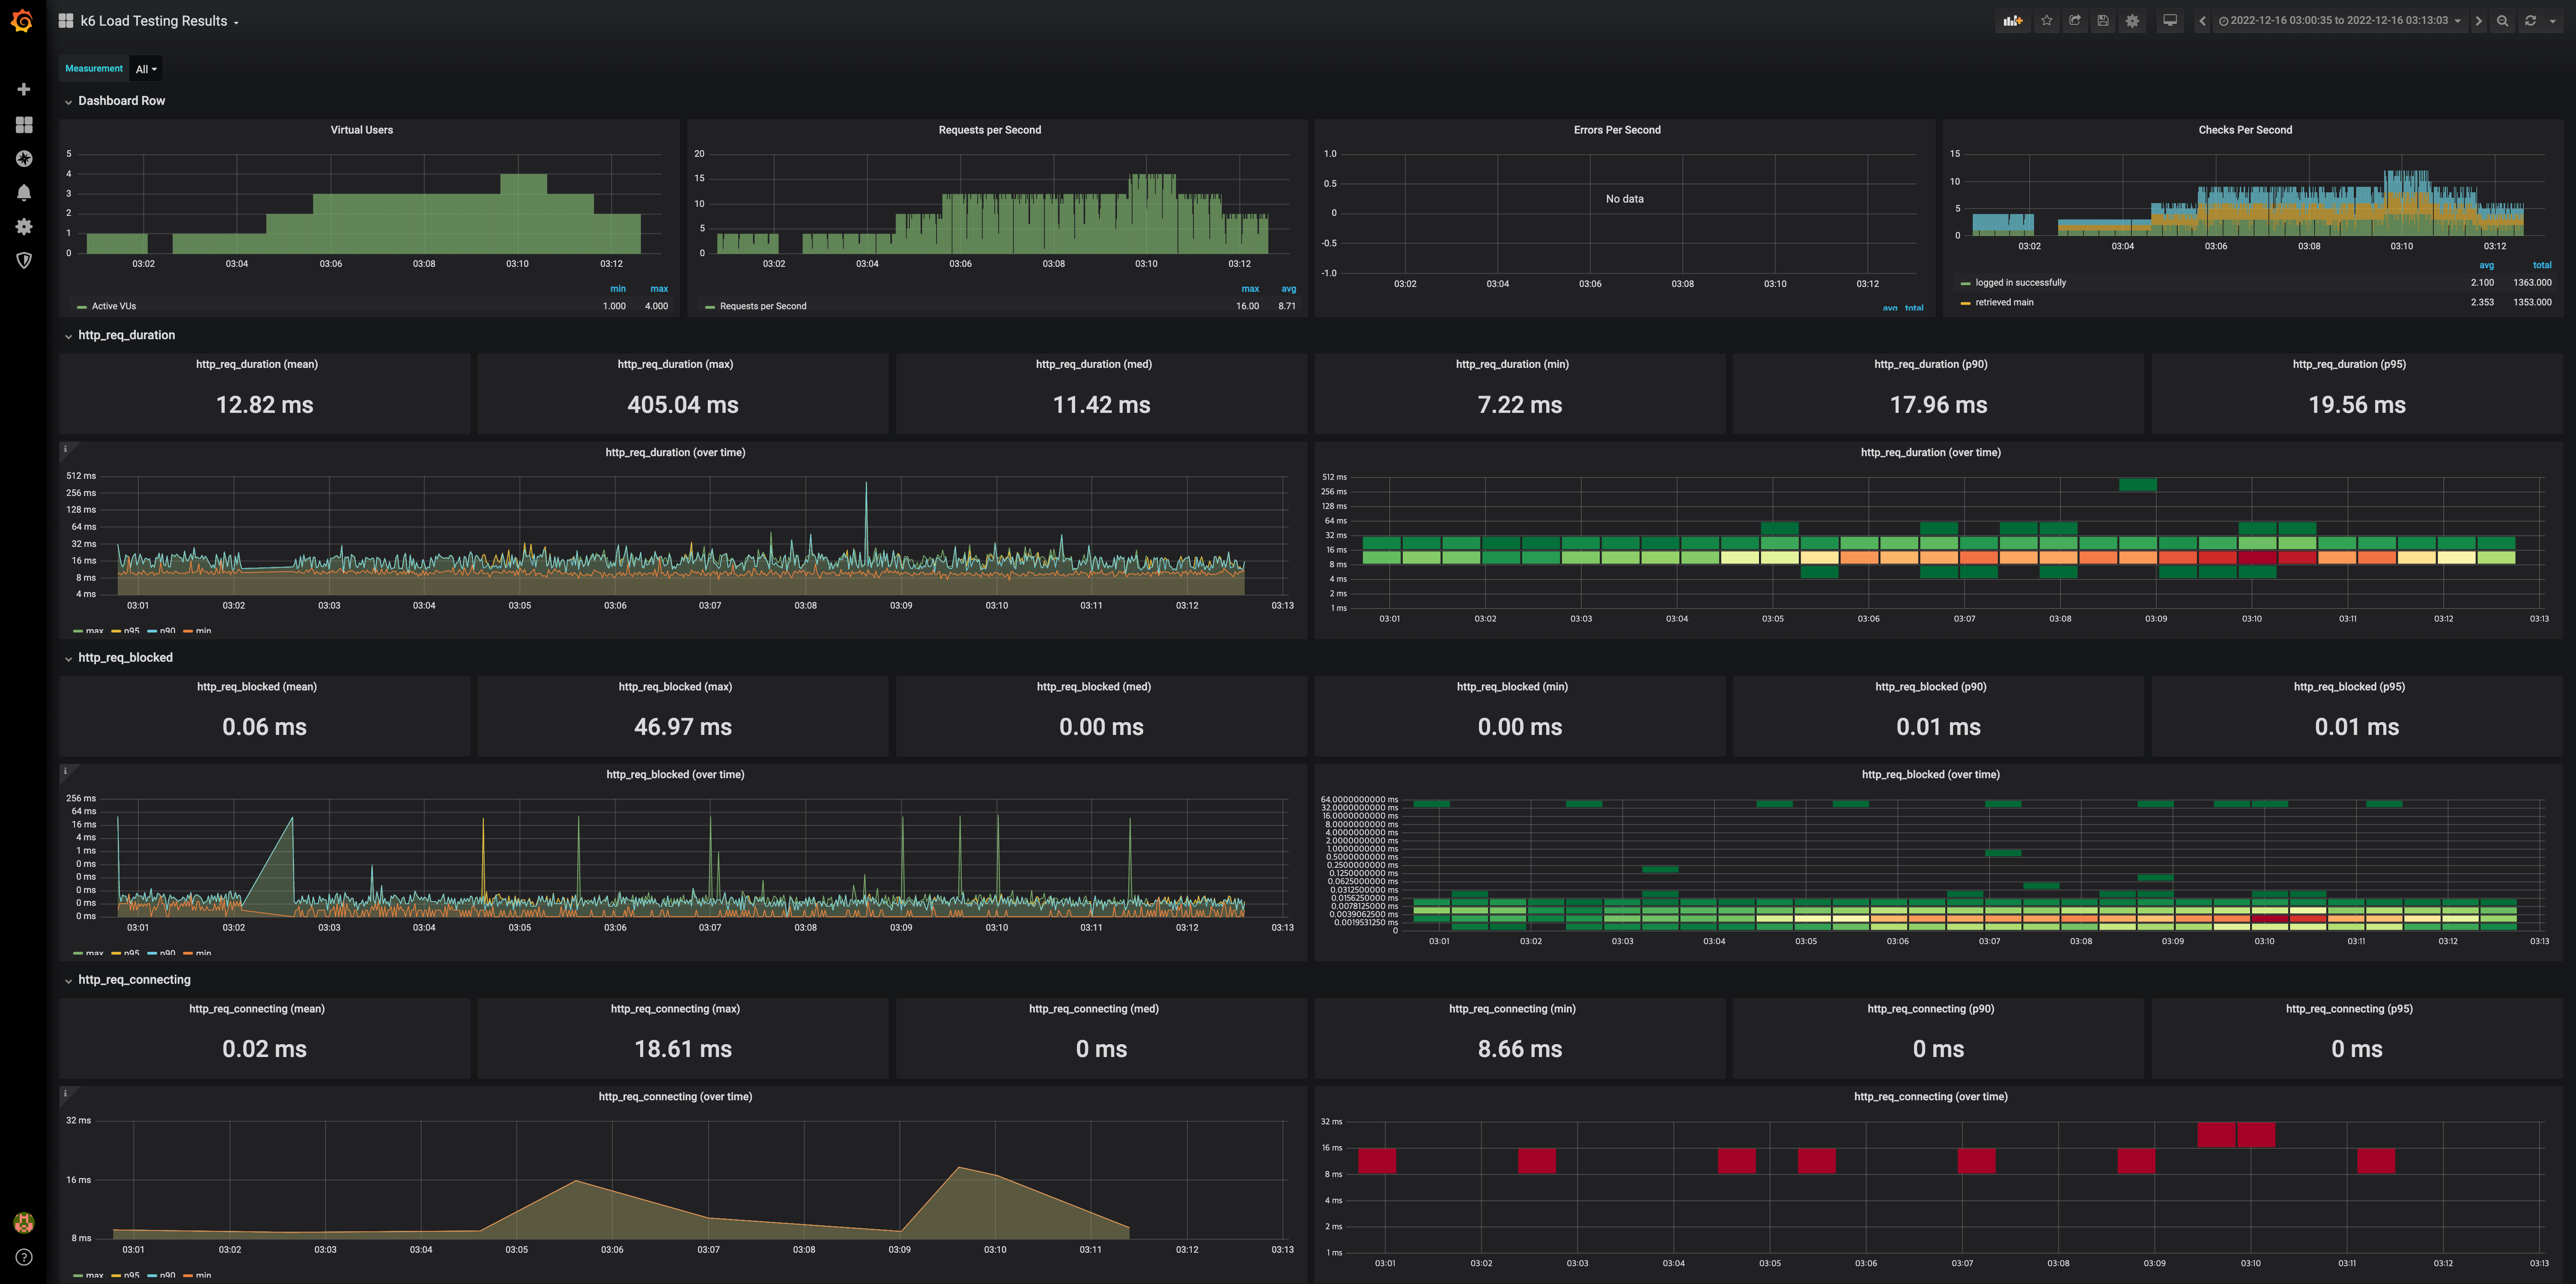 k6 Load Testing Results
2022-12-16 03:00:35 to 2022-12-16 03:13:03
Measurement All
Dashboard Row
Virtual Users
5
4
3
2
1
0
03:02 03:04 03:06 03:08 03:10 03:12
min max
Active VUs 1.000 4.000
Requests per Second
20
15
10
5
0
03:02 03:04 03:06 03:08 03:10 03:12
max avg
Requests per Second 16.00 8.71
Errors Per Second
1.0
0.5
0
-0.5
-1.0
No data
03:02 03:04 03:06 03:08 03:10 03:12
avg total
Checks Per Second
15
10
5
0
03:02 03:04 03:06 03:08 03:10 03:12
avg total
logged in successfully 2.100 1363.000
retrieved main 2.353 1353.000
http_req_duration
http_req_duration (mean)
12.82 ms
http_req_duration (max)
405.04 ms
http_req_duration (med)
11.42 ms
http_req_duration (min)
7.22 ms
http_req_duration (p90)
17.96 ms
http_req_duration (p95)
19.56 ms
http_req_duration (over time)
512 ms
256 ms
128 ms
64 ms
32 ms
16 ms
8 ms
4 ms
03:01 03:02 03:03 03:04 03:05 03:06 03:07 03:08 03:09 03:10 03:11 03:12 03:13
max p95 p90 min
http_req_duration (over time)
512 ms
256 ms
128 ms
64 ms
32 ms
16 ms
8 ms
4 ms
2 ms
1 ms
03:01 03:02 03:03 03:04 03:05 03:06 03:07 03:08 03:09 03:10 03:11 03:12 03:13
http_req_blocked
http_req_blocked (mean)
0.06 ms
http_req_blocked (max)
46.97 ms
http_req_blocked (med)
0.00 ms
http_req_blocked (min)
0.00 ms
http_req_blocked (p90)
0.01 ms
http_req_blocked (p95)
0.01 ms
http_req_blocked (over time)
256 ms
64 ms
16 ms
4 ms
1 ms
0 ms
0 ms
0 ms
0 ms
0 ms
03:01 03:02 03:03 03:04 03:05 03:06 03:07 03:08 03:09 03:10 03:11 03:12 03:13
max p95 p90 min
http_req_blocked (over time)
64.0000000000 ms
32.0000000000 ms
16.0000000000 ms
8.0000000000 ms
4.0000000000 ms
2.0000000000 ms
1.0000000000 ms
0.5000000000 ms
0.2500000000 ms
0.1250000000 ms
0.0625000000 ms
0.0312500000 ms
0.0156250000 ms
0.0078125000 ms
0.0039062500 ms
0.0019531250 ms
0
03:01 03:02 03:03 03:04 03:05 03:06 03:07 03:08 03:09 03:10 03:11 03:12 03:13
http_req_connecting
http_req_connecting (mean)
0.02 ms
http_req_connecting (max)
18.61 ms
http_req_connecting (med)
0 ms
http_req_connecting (min)
8.66 ms
http_req_connecting (p90)
0 ms
http_req_connecting (p95)
0 ms
http_req_connecting (over time)
32 ms
16 ms
8 ms
03:01 03:02 03:03 03:04 03:05 03:06 03:07 03:08 03:09 03:10 03:11 03:12 03:13
max p95 p90 min
http_req_connecting (over time)
32 ms
16 ms
8 ms
4 ms
2 ms
1 ms
03:01 03:02 03:03 03:04 03:05 03:06 03:07 03:08 03:09 03:10 03:11 03:12 03:13